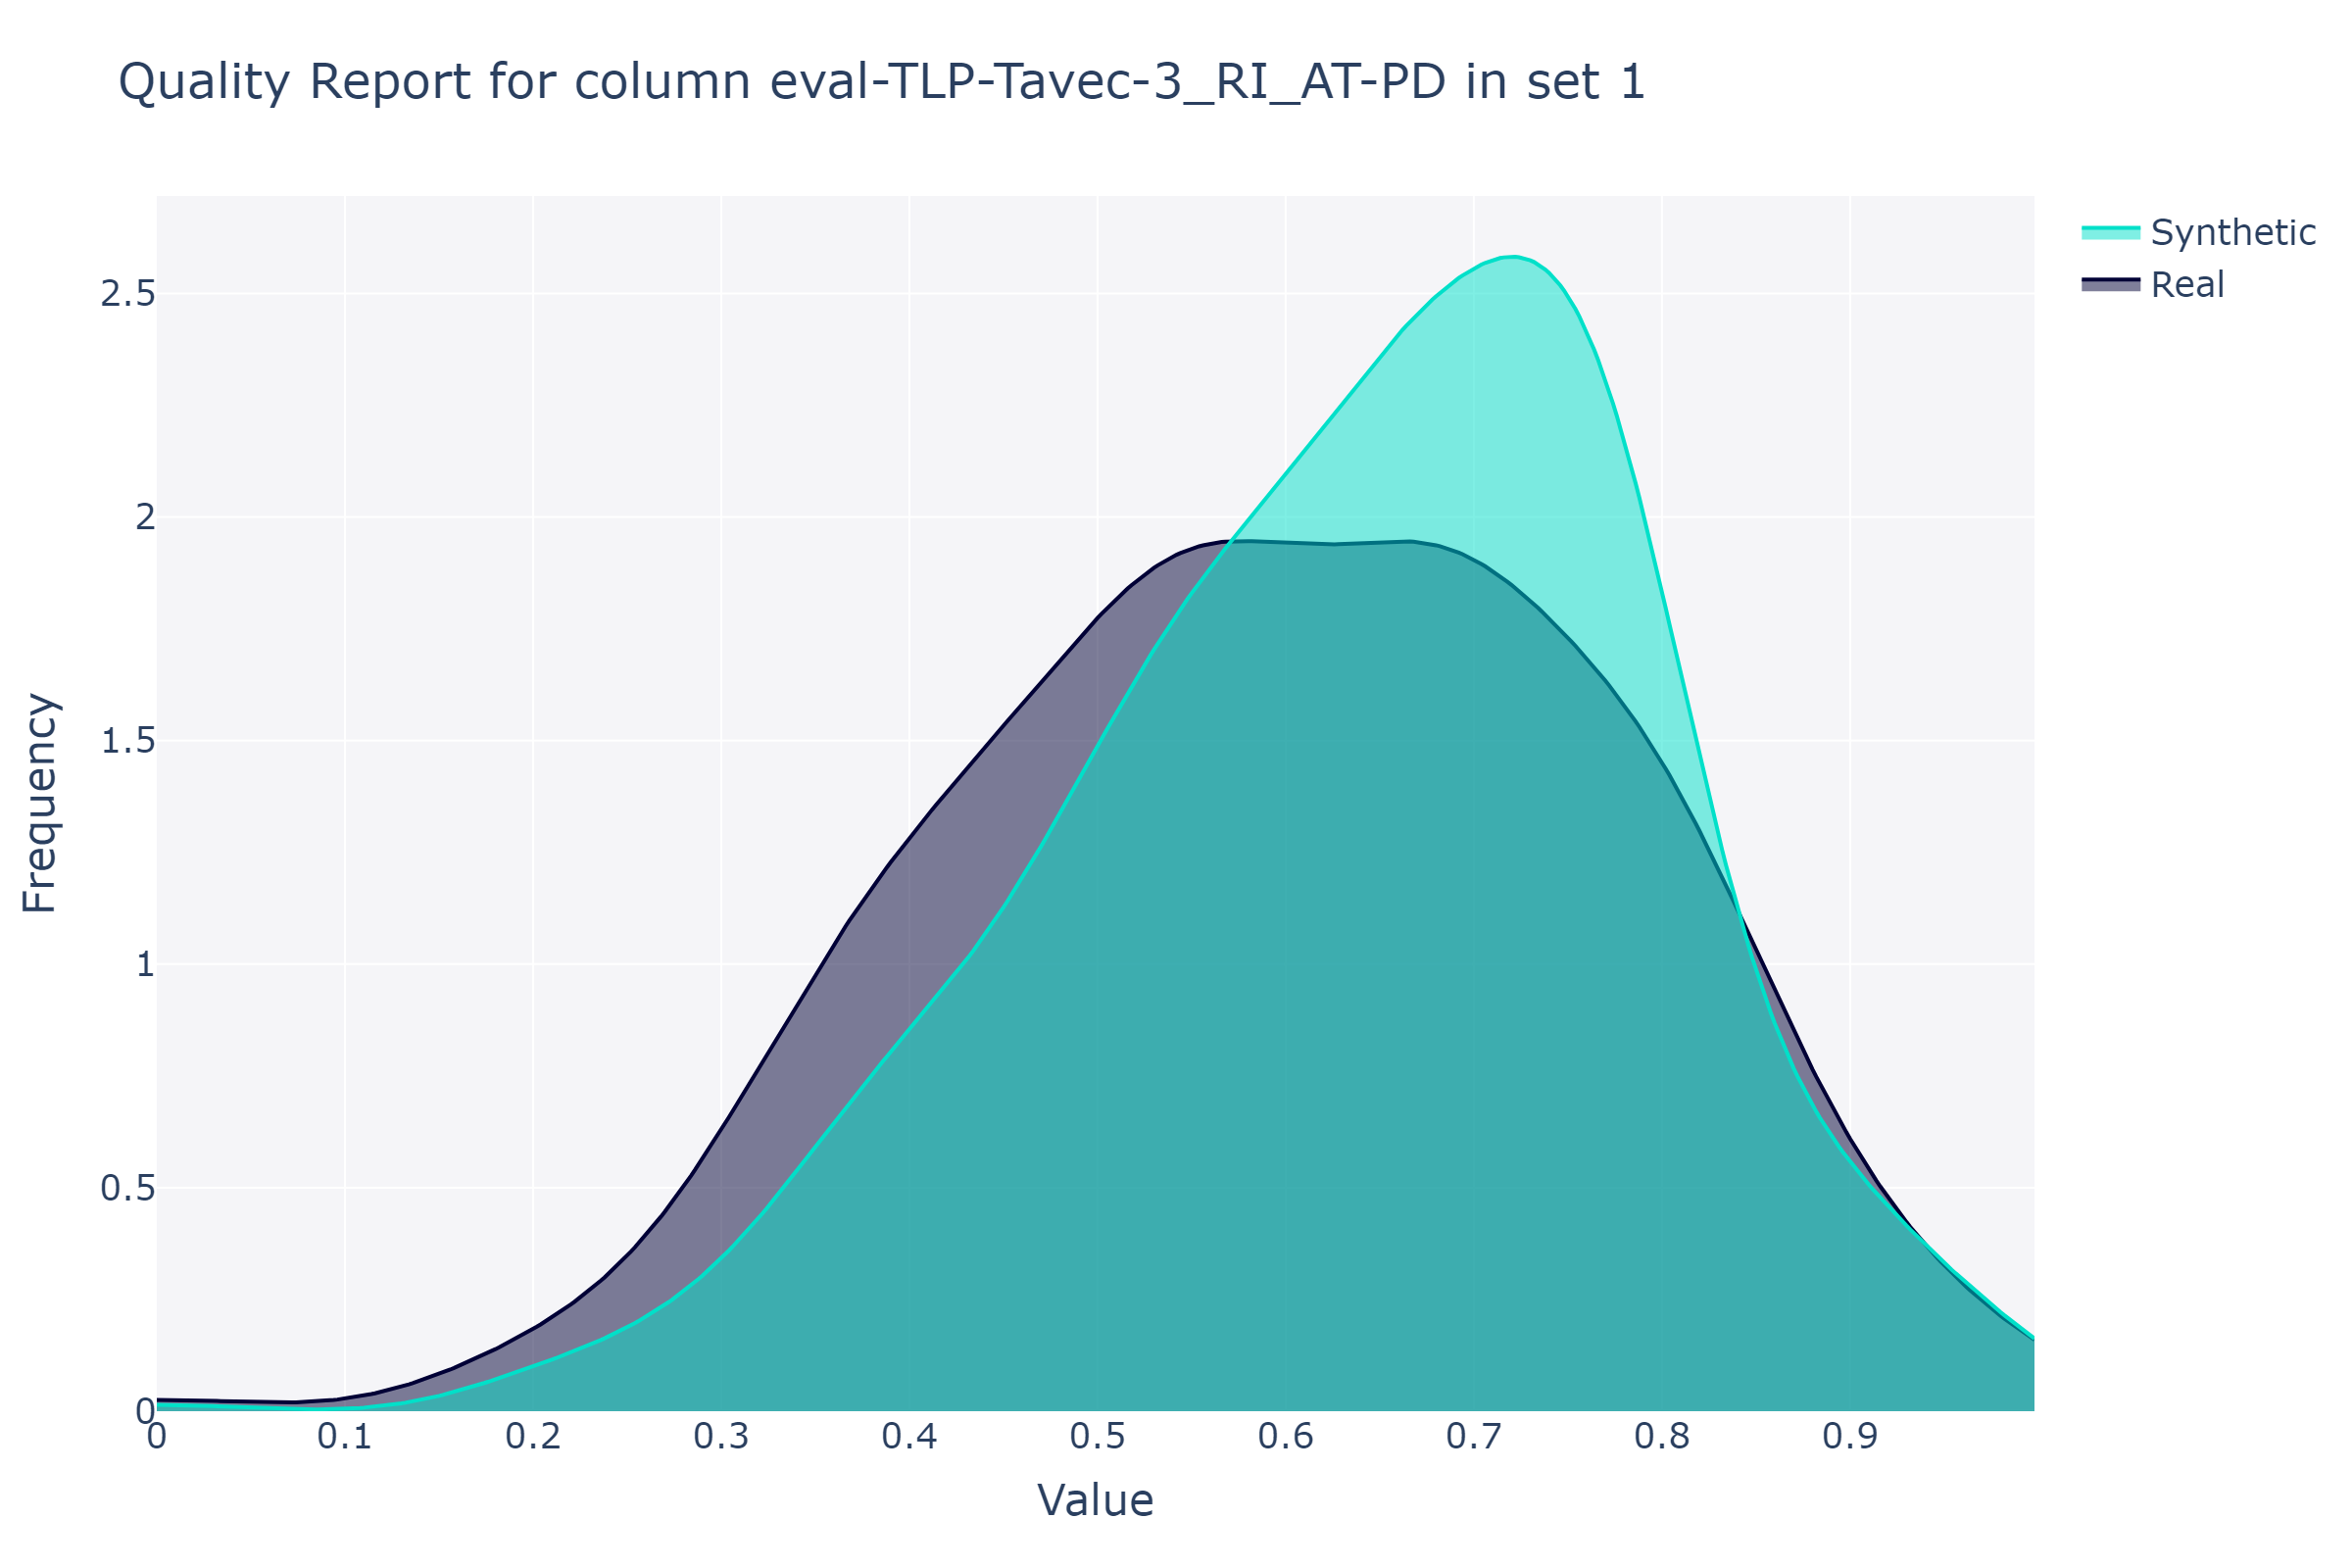 Quality Report for column eval-TLP-Tavec-3_RI_AT-PD in set 1
Synthetic
Real
Frequency
2.5
2
1.5
1
0.5
0
0 0.1 0.2 0.3 0.4 0.5 0.6 0.7 0.8 0.9
Value